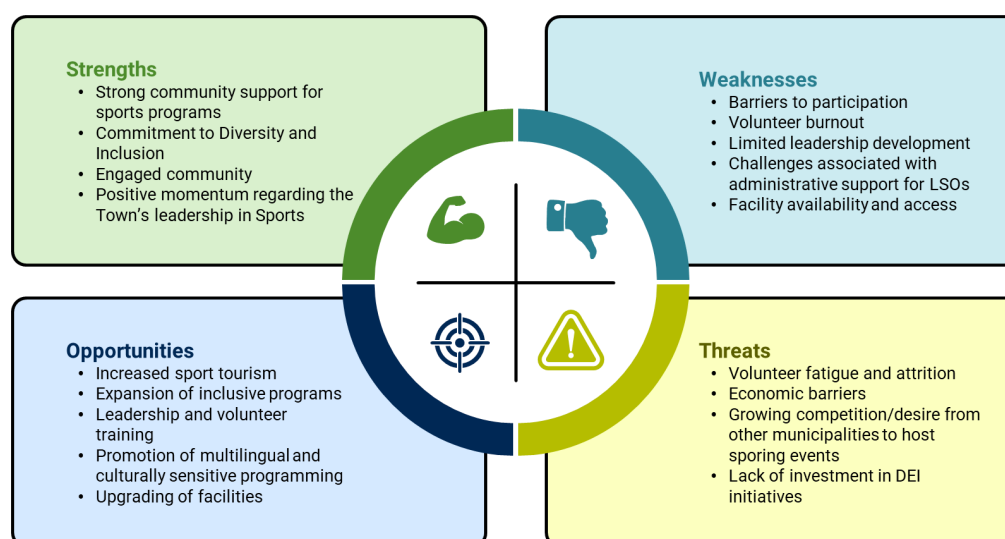 Strengths
• Strong community support for
sports programs
• Commitment to Diversity and
Inclusion
• Engaged community
• Positive momentum regarding the
Town's leadership in Sports
Weaknesses
• Barriers to participation
• Volunteer burnout
• Limited leadership development
• Challenges associated with
administrative support for LSOs
• Facility availability and access
Opportunities
• Increased sport tourism
• Expansion of inclusive programs
• Leadership and volunteer
training
• Promotion of multilingual and
culturally sensitive programming
• Upgrading of facilities
Threats
• Volunteer fatigue and attrition
• Economic barriers
• Growing competition/desire from
other municipalities to host
sporing events
• Lack of investment in DEI
initiatives